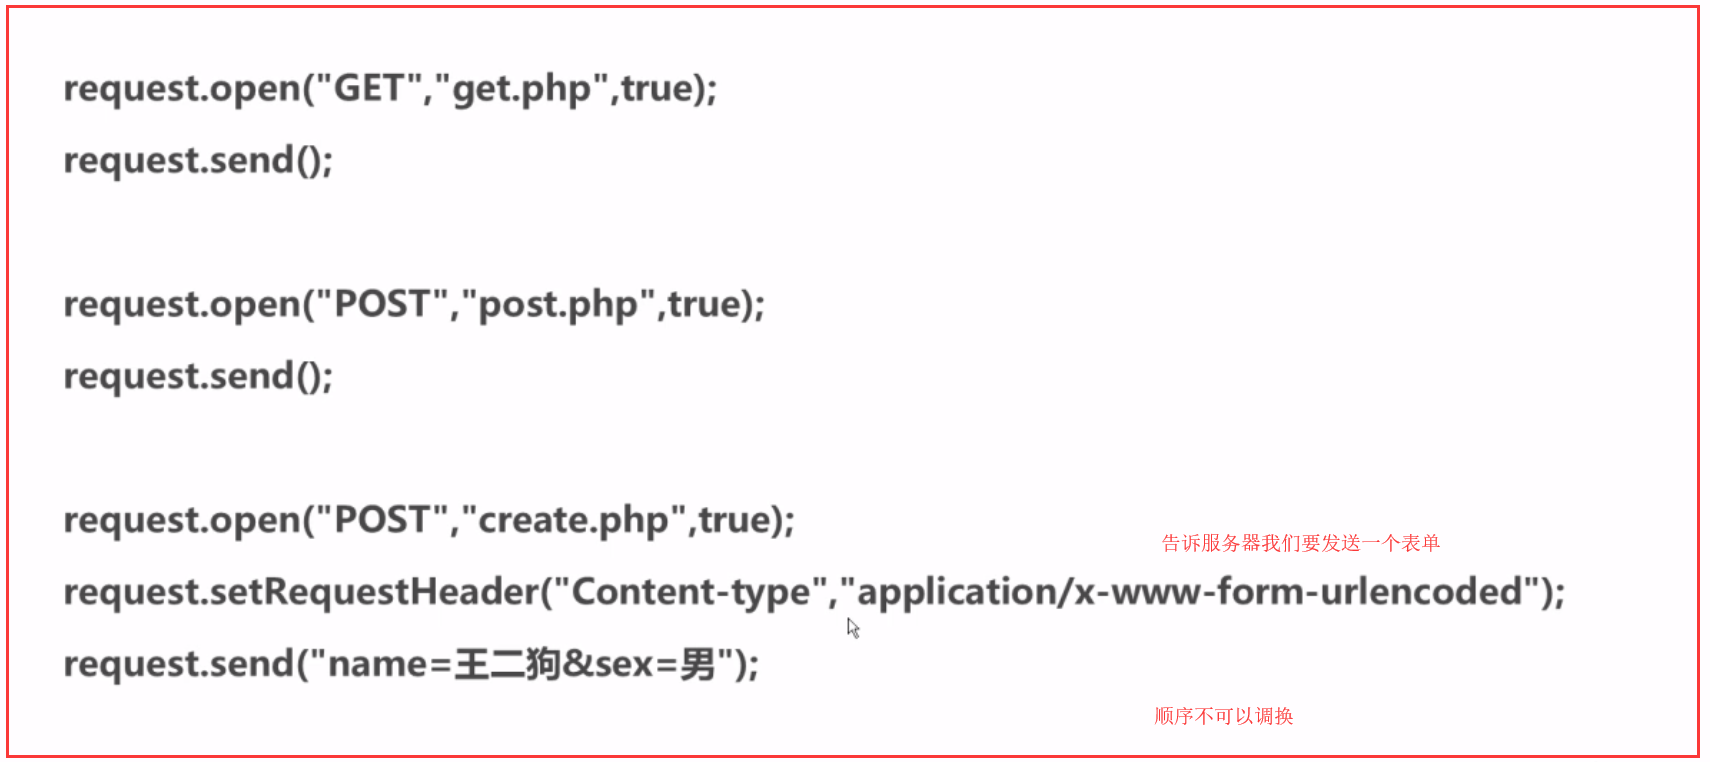 request.open("GET","get.php",true);
request.send();
request.open("POST","post.php",true);
request.send();
request.open("POST","create.php",true);
告诉服务器我们要发送一个表单
request.setRequestHeader("Content-type","application/x-www-form-urlencoded");
request.send("name=王二狗&sex=男");
顺序不可以调换